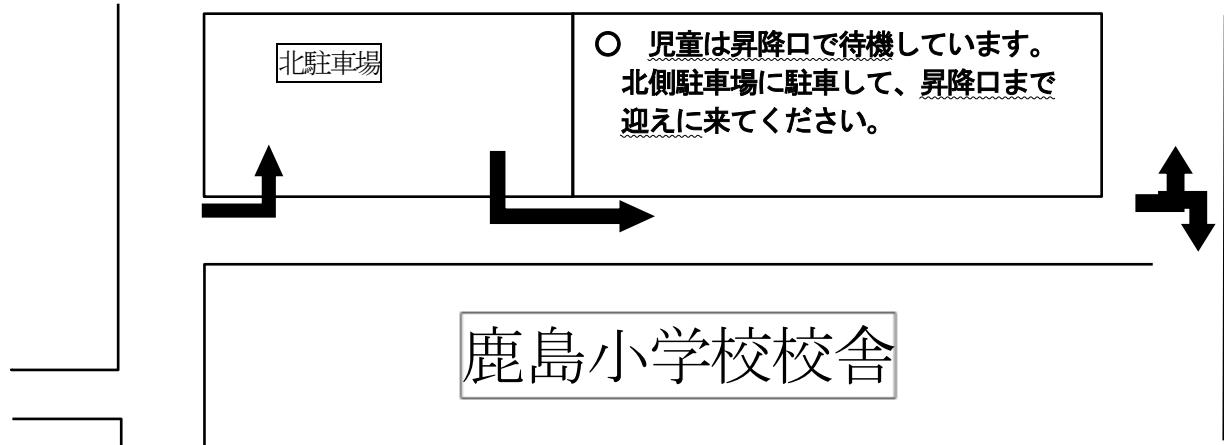 北駐車場
○　児童は昇降口で待機しています。
北側駐車場に駐車して、昇降口まで
迎えに来てください。
鹿島小学校校舎